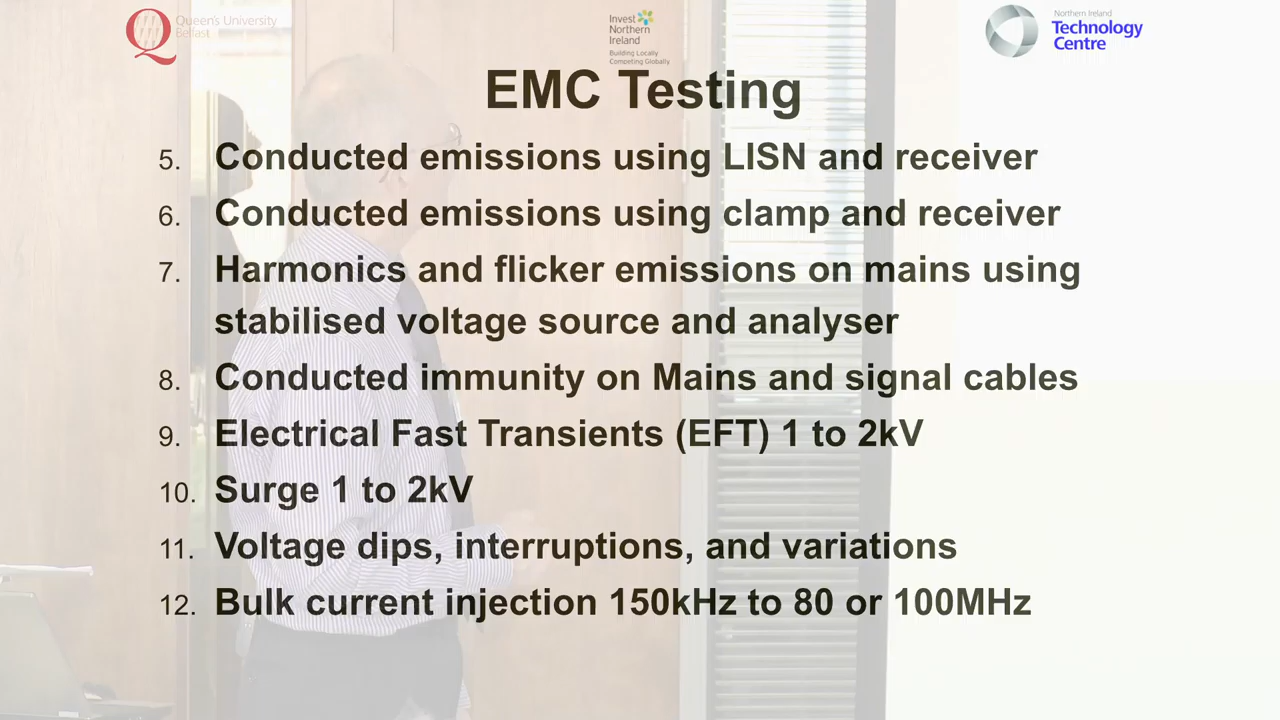 Queen's University
Belfast
Invest
Northern
Ireland
Building Locally
Competing Globally
Northern Ireland
Technology
Centre
EMC Testing
5. Conducted emissions using LISN and receiver
6. Conducted emissions using clamp and receiver
7. Harmonics and flicker emissions on mains using
stabilised voltage source and analyser
8. Conducted immunity on Mains and signal cables
9. Electrical Fast Transients (EFT) 1 to 2kV
10. Surge 1 to 2kV
11. Voltage dips, interruptions, and variations
12. Bulk current injection 150kHz to 80 or 100MHz